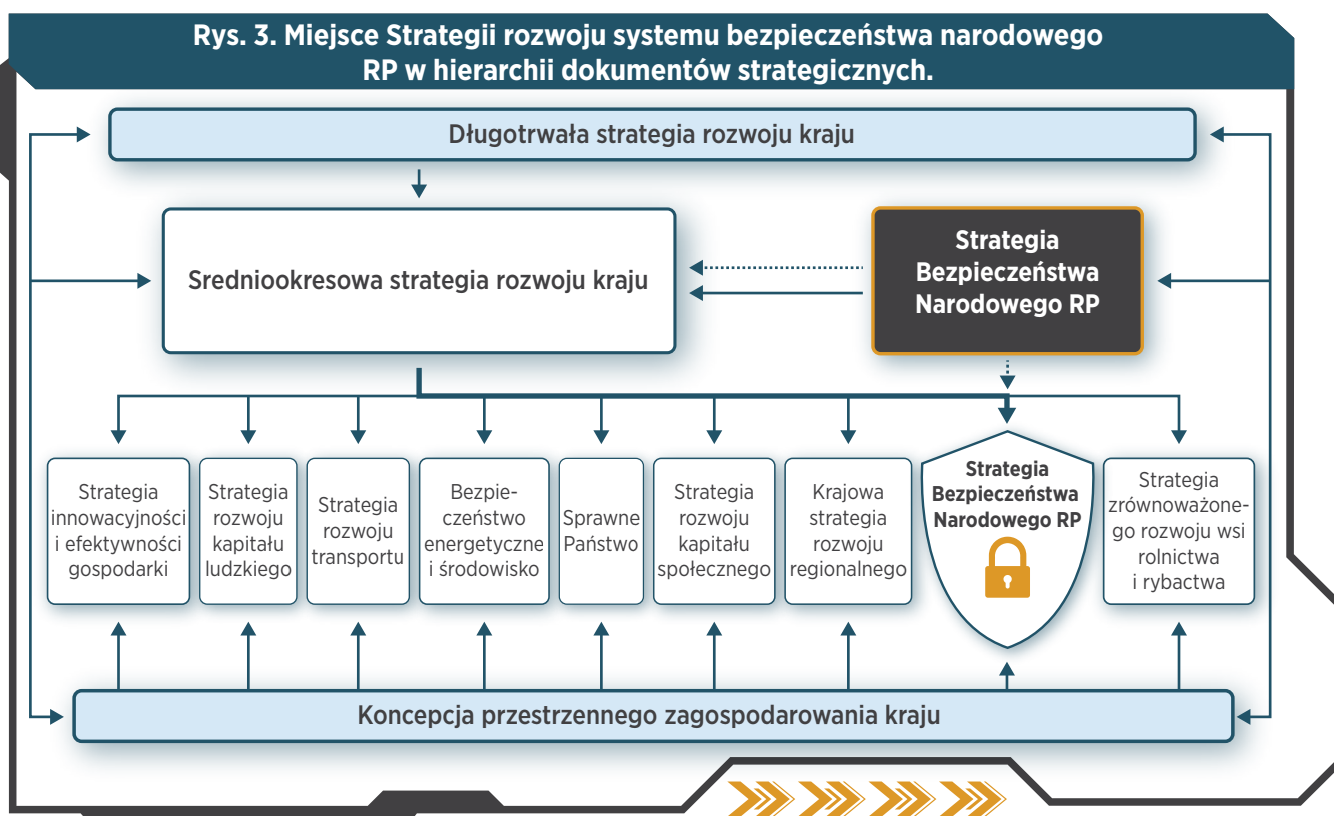 Rys. 3. Miejsce Strategii rozwoju systemu bezpieczeństwa narodowego
RP w hierarchii dokumentów strategicznych.
Długotrwała strategia rozwoju kraju
Sredniookresowa strategia rozwoju kraju
Strategia
Bezpieczeństwa
Narodowego RP
Strategia
innowacyjności
i efektywności
gospodarki
Strategia
rozwoju
kapitału
ludzkiego
Strategia
rozwoju
transportu
Bezpie-
czeństwo
energetyczne
i środowisko
Sprawne
Państwo
Strategia
rozwoju
kapitału
społecznego
Krajowa
strategia
rozwoju
regionalnego
Strategia
Bezpieczeństwa
Narodowego RP
Strategia
zrównoważone-
go rozwoju wsi
rolnictwa
i rybactwa
Koncepcja przestrzennego zagospodarowania kraju